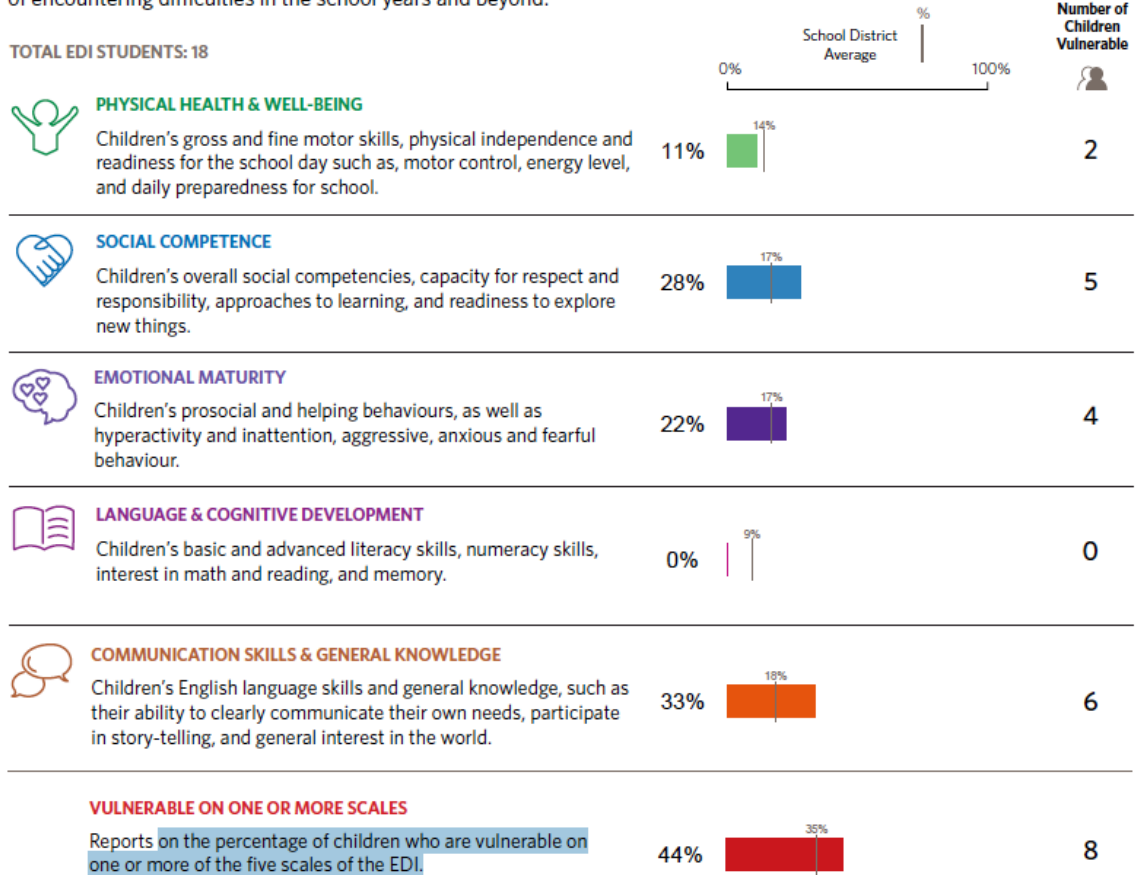 of encountering difficulties in the school years and beyond.
TOTAL EDI STUDENTS: 18
%
School District
Average
0%
100%
Number of
Children
Vulnerable
PHYSICAL HEALTH & WELL-BEING
Children's gross and fine motor skills, physical independence and
readiness for the school day such as, motor control, energy level,
and daily preparedness for school.
11%
14%
2
SOCIAL COMPETENCE
Children's overall social competencies, capacity for respect and
responsibility, approaches to learning, and readiness to explore
new things.
28%
17%
5
EMOTIONAL MATURITY
Children's prosocial and helping behaviours, as well as
hyperactivity and inattention, aggressive, anxious and fearful
behaviour.
22%
17%
4
LANGUAGE & COGNITIVE DEVELOPMENT
Children's basic and advanced literacy skills, numeracy skills,
interest in math and reading, and memory.
0%
9%
0
COMMUNICATION SKILLS & GENERAL KNOWLEDGE
Children's English language skills and general knowledge, such as
their ability to clearly communicate their own needs, participate
in story-telling, and general interest in the world.
33%
18%
6
VULNERABLE ON ONE OR MORE SCALES
Reports on the percentage of children who are vulnerable on
one or more of the five scales of the EDI.
44%
35%
8